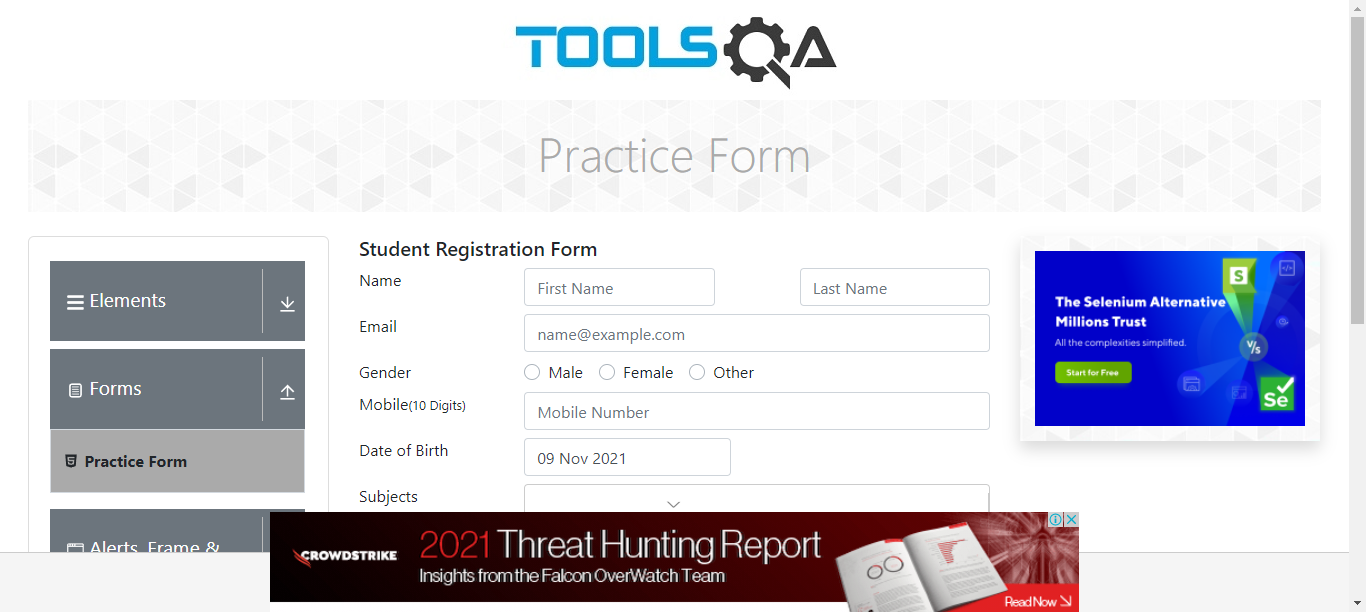 TOOLSQA
Practice Form
Elements
Forms
Practice Form
Alerts, Frame &
Student Registration Form
Name
First Name
Last Name
Email
name@example.com
Gender
Male
Female
Other
Mobile(10 Digits)
Mobile Number
Date of Birth
09 Nov 2021
Subjects
The Selenium Alternative
Millions Trust
All the complexities simplified.
Start for Free
S
V/s
Se
CROWDSTRIKE
2021 Threat Hunting Report
Insights from the Falcon OverWatch Team
Read Now